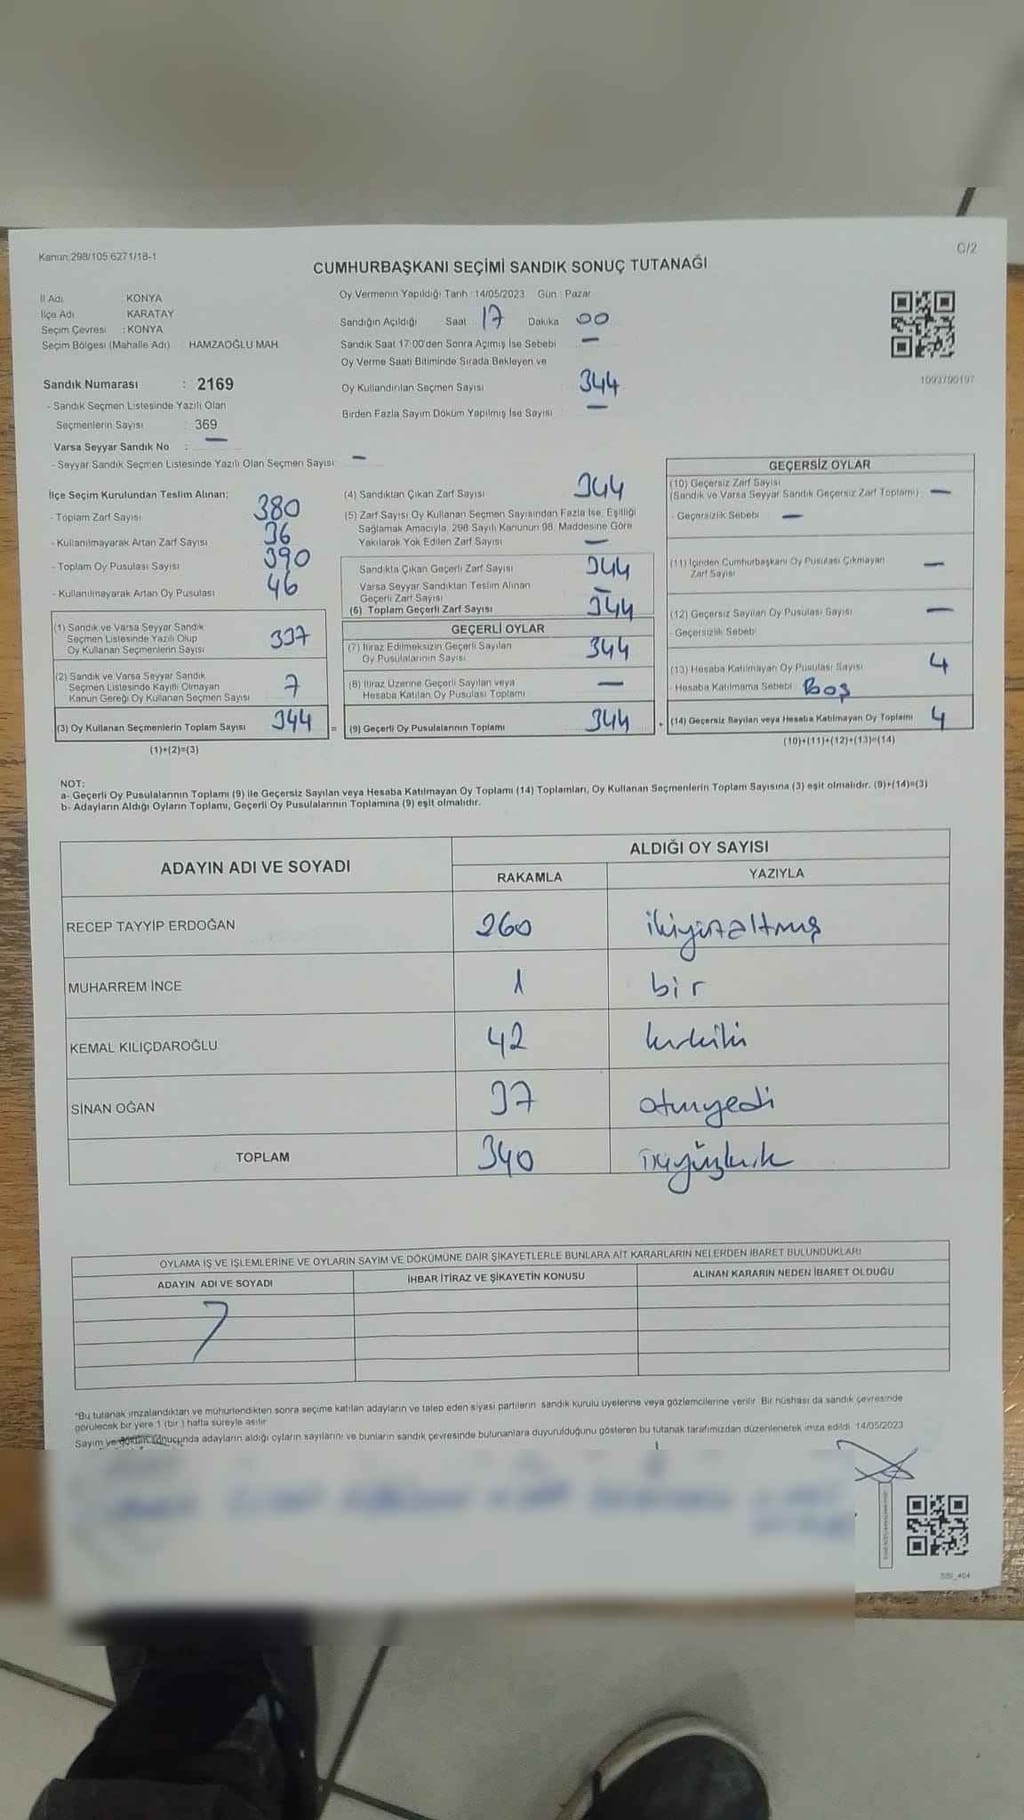 Kanun 298/105 6271/18-1
C/2
CUMHURBAŞKANI SEÇİMİ SANDIK SONUÇ TUTANAĞI
İl Adı KONYA
İlçe Adı KARATAY
Seçim Çevresi : KONYA
Seçim Bölgesi (Mahalle Adı) HAMZAOĞLU MAH.
Sandık Numarası : 2169
- Sandık Seçmen Listesinde Yazılı Olan
Seçmenlerin Sayısı : 369
Varsa Seyyar Sandık No : —
- Seyyar Sandık Seçmen Listesinde Yazılı Olan Seçmen Sayısı —
Oy Vermenin Yapıldığı Tarih : 14/05/2023 Gün : Pazar
Sandığın Açıldığı Saat 17 Dakika 00
Sandık Saat 17:00'den Sonra Açılmış İse Sebebi —
Oy Verme Saati Bitiminde Sırada Bekleyen ve
Oy Kullandırılan Seçmen Sayısı 344
Birden Fazla Sayım Döküm Yapılmış İse Sayısı —
1093790197
İlçe Seçim Kurulundan Teslim Alınan:
- Toplam Zarf Sayısı 380
- Kullanılmayarak Artan Zarf Sayısı 36
- Toplam Oy Pusulası Sayısı 390
- Kullanılmayarak Artan Oy Pusulası 46
(1) Sandık ve Varsa Seyyar Sandık
Seçmen Listesinde Yazılı Olup
Oy Kullanan Seçmenlerin Sayısı 337
(2) Sandık ve Varsa Seyyar Sandık
Seçmen Listesinde Kayıtlı Olmayan
Kanun Gereği Oy Kullanan Seçmen Sayısı 7
(3) Oy Kullanan Seçmenlerin Toplam Sayısı 344 =
(1)+(2)=(3)
(4) Sandıktan Çıkan Zarf Sayısı 344
(5) Zarf Sayısı Oy Kullanan Seçmen Sayısından Fazla İse, Eşitliği
Sağlamak Amacıyla, 298 Sayılı Kanunun 98. Maddesine Göre
Yakılarak Yok Edilen Zarf Sayısı —
Sandıkta Çıkan Geçerli Zarf Sayısı 344
Varsa Seyyar Sandıktan Teslim Alınan
Geçerli Zarf Sayısı —
(6) Toplam Geçerli Zarf Sayısı 344
GEÇERLİ OYLAR
(7) İtiraz Edilmeksizin Geçerli Sayılan
Oy Pusulalarının Sayısı 344
(8) İtiraz Üzerine Geçerli Sayılan veya
Hesaba Katılan Oy Pusulası Toplamı —
(9) Geçerli Oy Pusulalarının Toplamı 344 +
GEÇERSİZ OYLAR
(10) Geçersiz Zarf Sayısı
(Sandık ve Varsa Seyyar Sandık Geçersiz Zarf Toplamı) —
- Geçersizlik Sebebi —
(11) İçinden Cumhurbaşkanı Oy Pusulası Çıkmayan
Zarf Sayısı —
(12) Geçersiz Sayılan Oy Pusulası Sayısı —
- Geçersizlik Sebebi
(13) Hesaba Katılmayan Oy Pusulası Sayısı 4
- Hesaba Katılmama Sebebi Boş
(14) Geçersiz Sayılan veya Hesaba Katılmayan Oy Toplamı 4
(10)+(11)+(12)+(13)=(14)
NOT:
a- Geçerli Oy Pusulalarının Toplamı (9) ile Geçersiz Sayılan veya Hesaba Katılmayan Oy Toplamı (14) Toplamları, Oy Kullanan Seçmenlerin Toplam Sayısına (3) eşit olmalıdır. (9)+(14)=(3)
b- Adayların Aldığı Oyların Toplamı, Geçerli Oy Pusulalarının Toplamına (9) eşit olmalıdır.
ADAYIN ADI VE SOYADI
ALDIĞI OY SAYISI
RAKAMLA YAZIYLA
RECEP TAYYİP ERDOĞAN 260 ikiyüzaltmış
MUHARREM İNCE 1 bir
KEMAL KILIÇDAROĞLU 42 kırkiki
SİNAN OĞAN 37 otuzyedi
TOPLAM 340
OYLAMA İŞ VE İŞLEMLERİNE VE OYLARIN SAYIM VE DÖKÜMÜNE DAİR ŞİKAYETLERLE BUNLARA AİT KARARLARIN NELERDEN İBARET BULUNDUKLARI
ADAYIN ADI VE SOYADI İHBAR İTİRAZ VE ŞİKAYETİN KONUSU ALINAN KARARIN NEDEN İBARET OLDUĞU
*Bu tutanak imzalandıktan ve mühürlendikten sonra seçime katılan adayların ve talep eden siyasi partilerin sandık kurulu üyelerine veya gözlemcilerine verilir. Bir nüshası da sandık çevresinde
görülecek bir yere 1 (bir ) hafta süreyle asılır
Sayım ve döküm sonucunda adayların aldığı oyların sayılarını ve bunların sandık çevresinde bulunanlara duyurulduğunu gösteren bu tutanak tarafımızdan düzenlenerek imza edildi. 14/05/2023
SSI_404